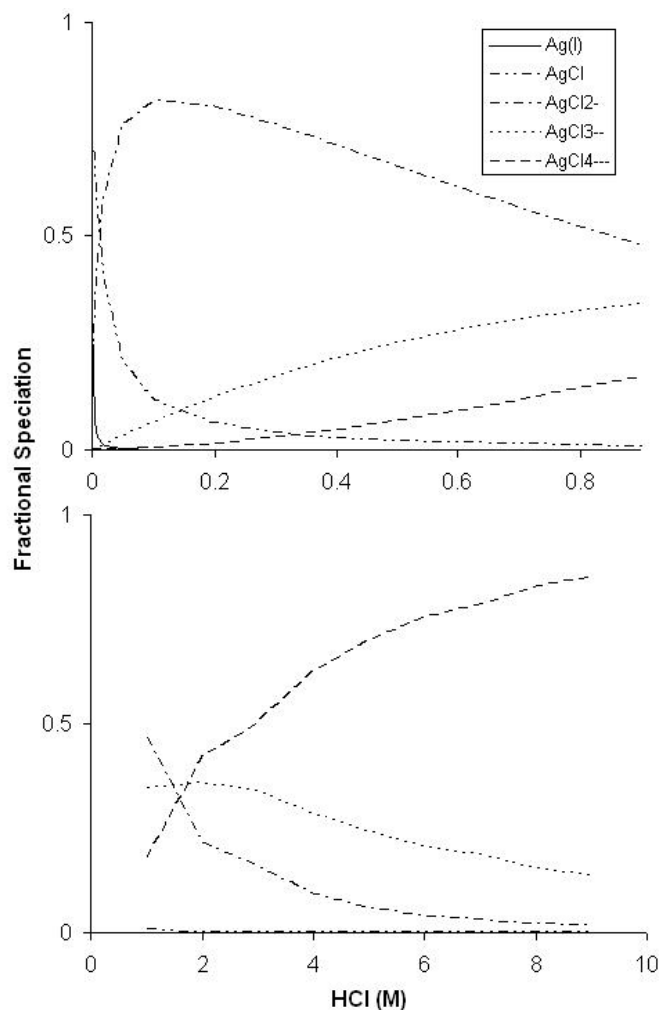 1
Ag(I)
AgCl
AgCl2-
AgCl3--
AgCl4---
0.5
0
0 0.2 0.4 0.6 0.8
Fractional Speciation
1
0.5
0
0 2 4 6 8 10
HCl (M)